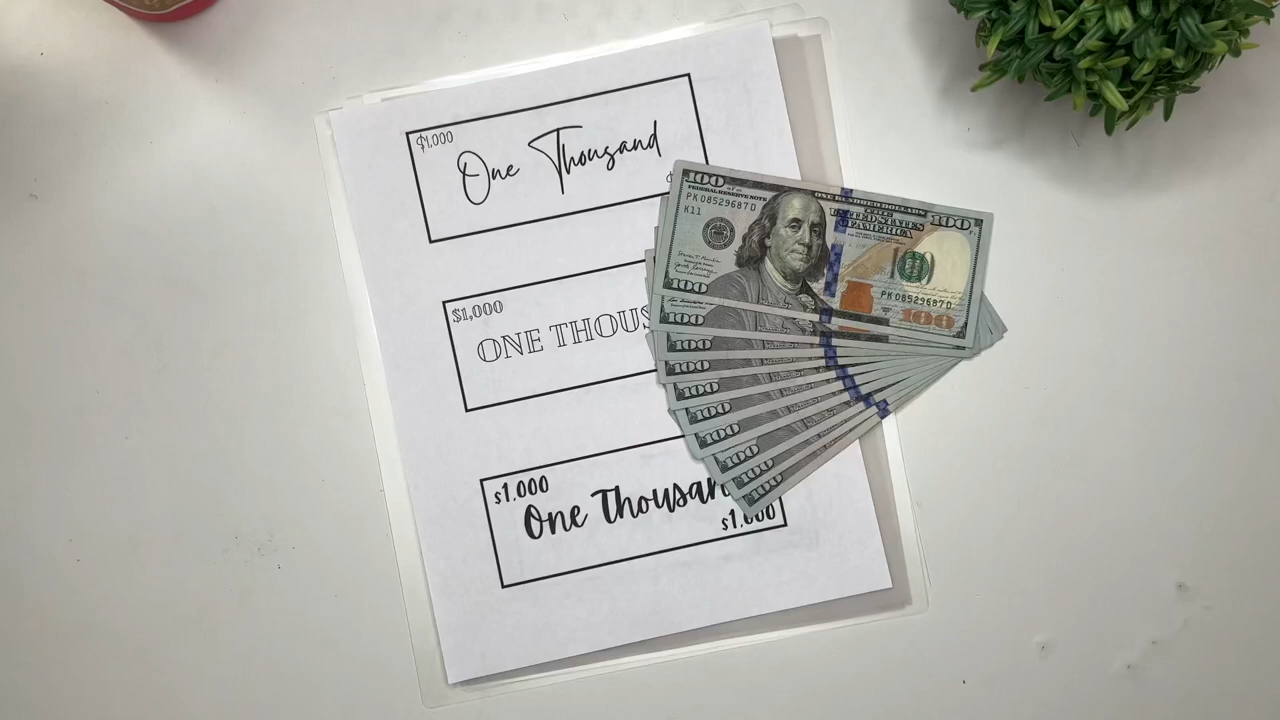 $1,000
One Thousand
$1,000
ONE THOUS
$1,000
One Thousan
$1,000
100
FEDERAL RESERVE NOTE
PK 08529687 D
K11
ONE HUNDRED DOLLARS
THE
UNITED STATES
OF AMERICA
100
100
PK 08529687 D
100
100
100
100
100
100
100
100
100
100